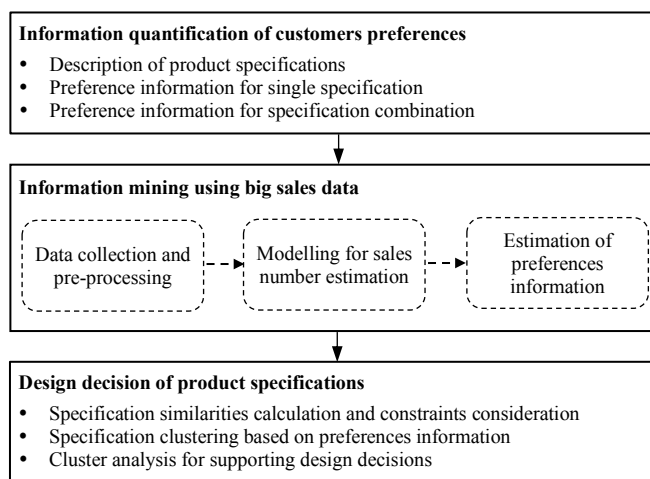 Information quantification of customers preferences
• Description of product specifications
• Preference information for single specification
• Preference information for specification combination
Information mining using big sales data
Data collection and
pre-processing
Modelling for sales
number estimation
Estimation of
preferences
information
Design decision of product specifications
• Specification similarities calculation and constraints consideration
• Specification clustering based on preferences information
• Cluster analysis for supporting design decisions